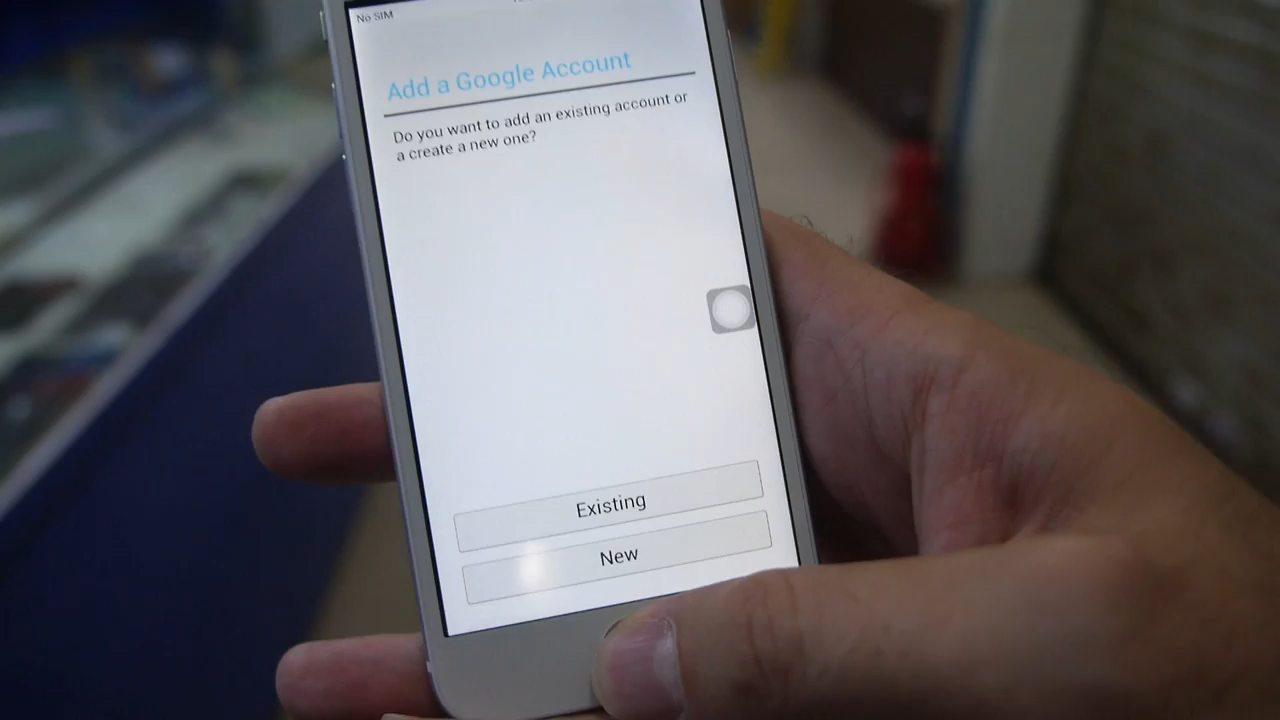 No SIM
Add a Google Account
Do you want to add an existing account or
a create a new one?
Existing
New